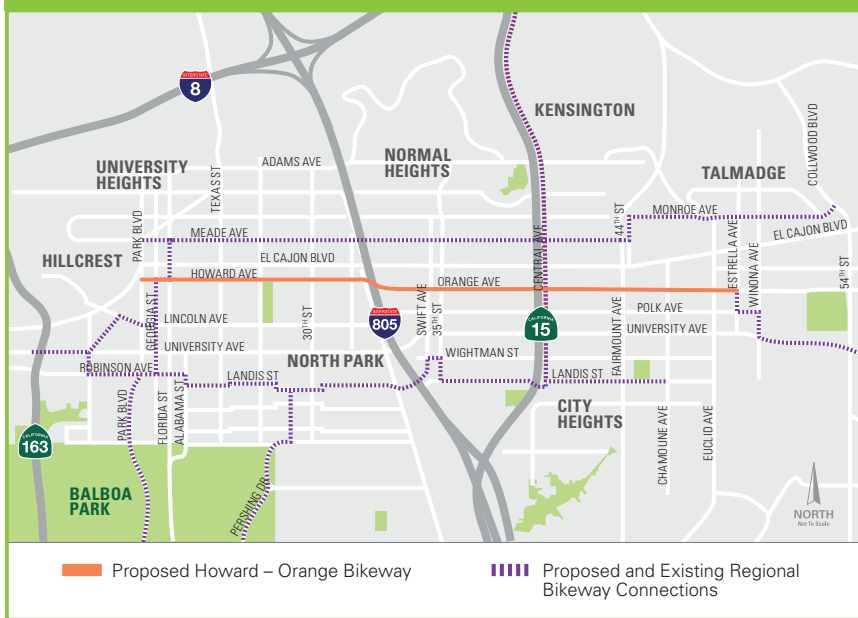 INTERSTATE
8
KENSINGTON
COLLWOOD BLVD
ADAMS AVE
NORMAL
HEIGHTS
UNIVERSITY
HEIGHTS
TEXAS ST
TALMADGE
PARK BLVD
44TH ST
MONROE AVE
MEADE AVE
EL CAJON BLVD
ESTRELLA AVE
WINONA AVE
CENTRAL AVE
HILLCREST
EL CAJON BLVD
HOWARD AVE
ORANGE AVE
54TH ST
GEORGIA ST
LINCOLN AVE
30TH ST
INTERSTATE
805
SWIFT AVE
35TH ST
CALIFORNIA
15
FAIRMOUNT AVE
POLK AVE
UNIVERSITY AVE
UNIVERSITY AVE
NORTH PARK
WIGHTMAN ST
ROBINSON AVE
LANDIS ST
LANDIS ST
PARK BLVD
FLORIDA ST
ALABAMA ST
CITY
HEIGHTS
CHAMOUNE AVE
EUCLID AVE
CALIFORNIA
163
BALBOA
PARK
PERSHING DR
NORTH
Not To Scale
Proposed Howard – Orange Bikeway
Proposed and Existing Regional
Bikeway Connections